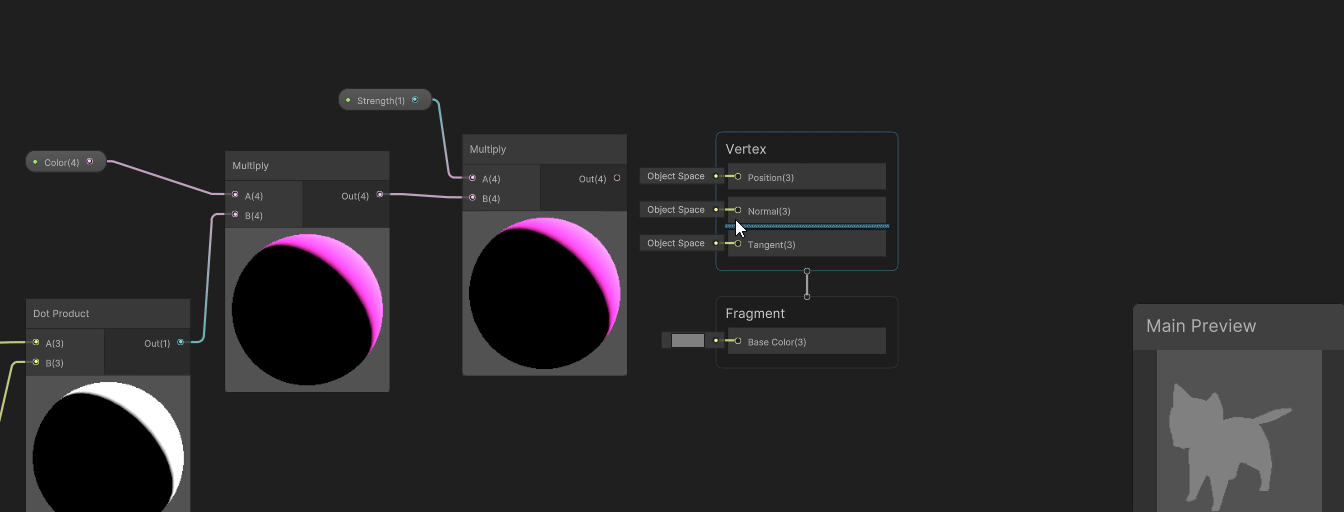 Strength(1)
Color(4)
Multiply
A(4)
Out(4)
B(4)
Multiply
A(4)
Out(4)
B(4)
Dot Product
A(3)
Out(1)
B(3)
Vertex
Object Space
Position(3)
Object Space
Normal(3)
Object Space
Tangent(3)
Fragment
Base Color(3)
Main Preview